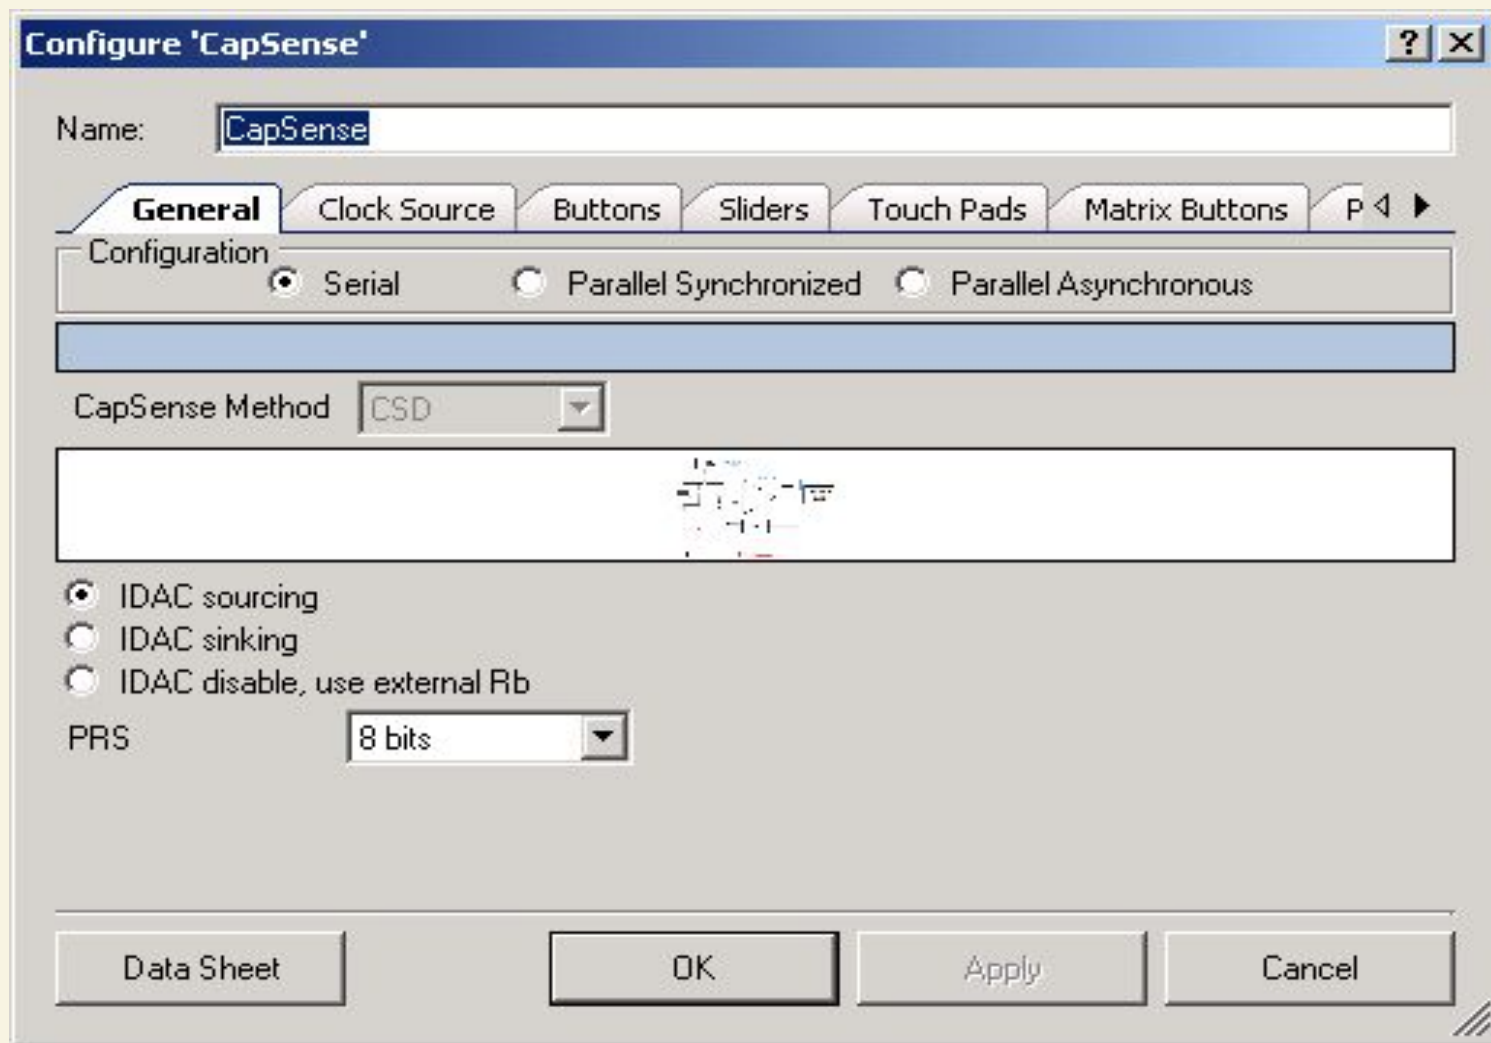 Configure 'CapSense'
Name: CapSense
General Clock Source Buttons Sliders Touch Pads Matrix Buttons
Configuration
Serial Parallel Synchronized Parallel Asynchronous
CapSense Method CSD
IDAC sourcing
IDAC sinking
IDAC disable, use external Rb
PRS 8 bits
Data Sheet OK Apply Cancel